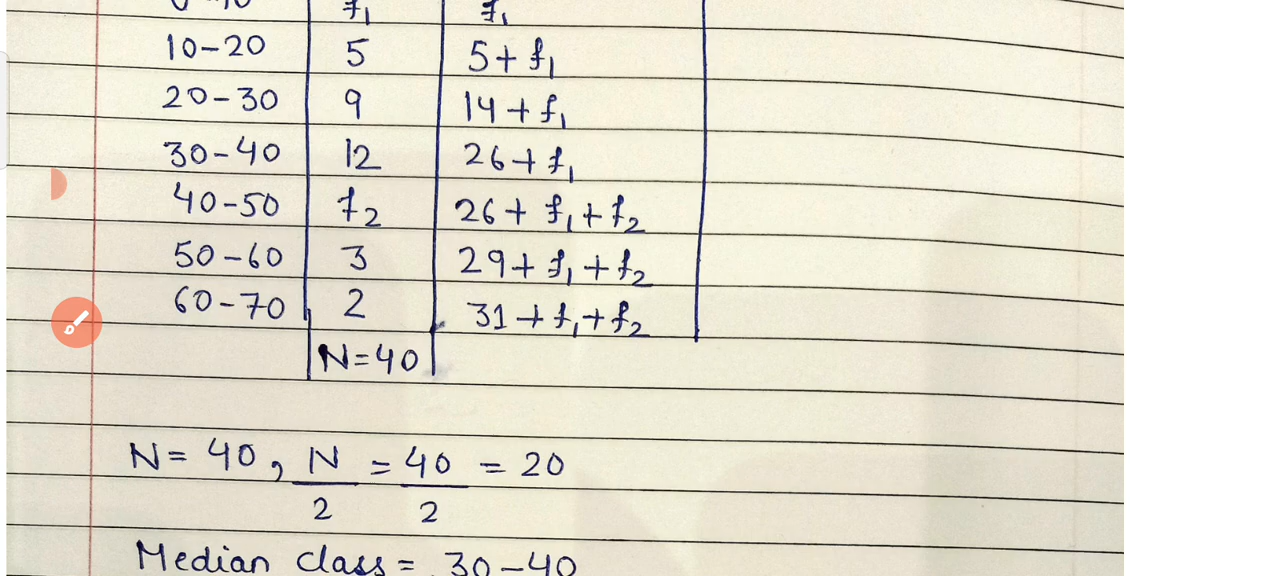 f₁ f₁
10-20 5 5+f₁
20-30 9 14+f₁
30-40 12 26+f₁
40-50 f₂ 26+f₁+f₂
50-60 3 29+f₁+f₂
60-70 2 31+f₁+f₂
N=40
N= 40, N/2 = 40/2 = 20
Median class = 30-40